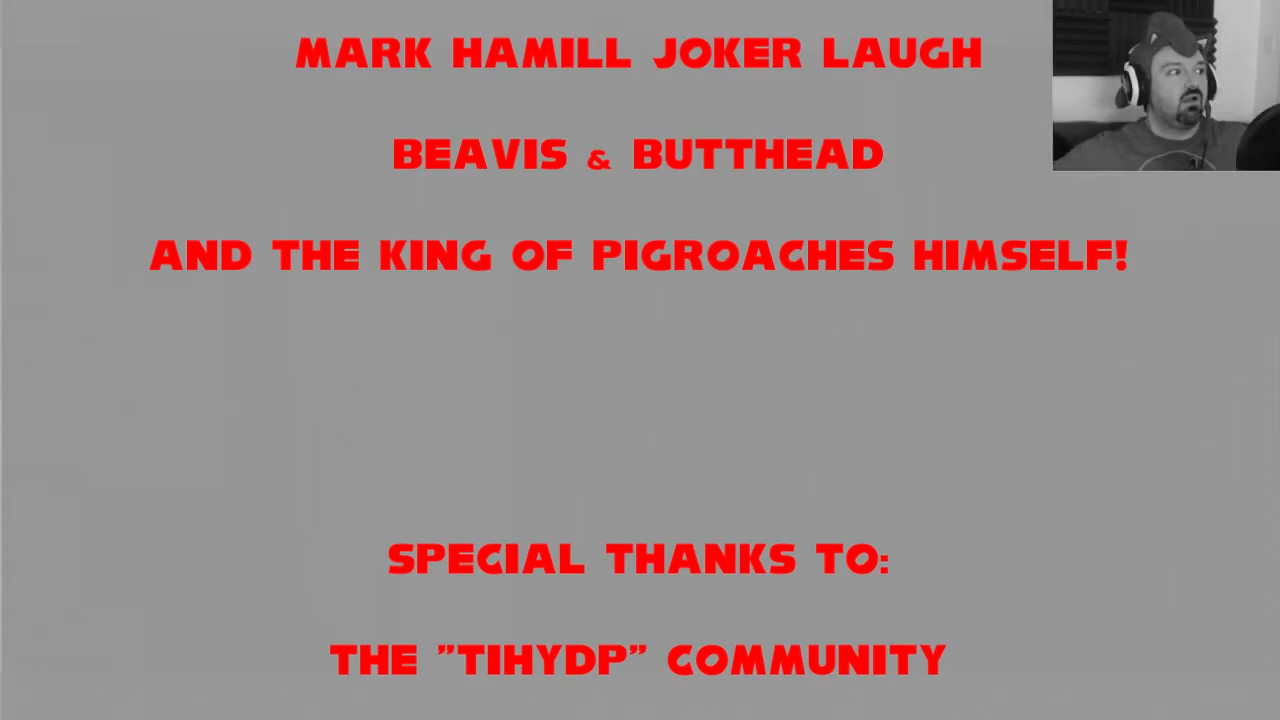 MARK HAMILL JOKER LAUGH
BEAVIS & BUTTHEAD
AND THE KING OF PIGROACHES HIMSELF!
SPECIAL THANKS TO:
THE "TIHYDP" COMMUNITY